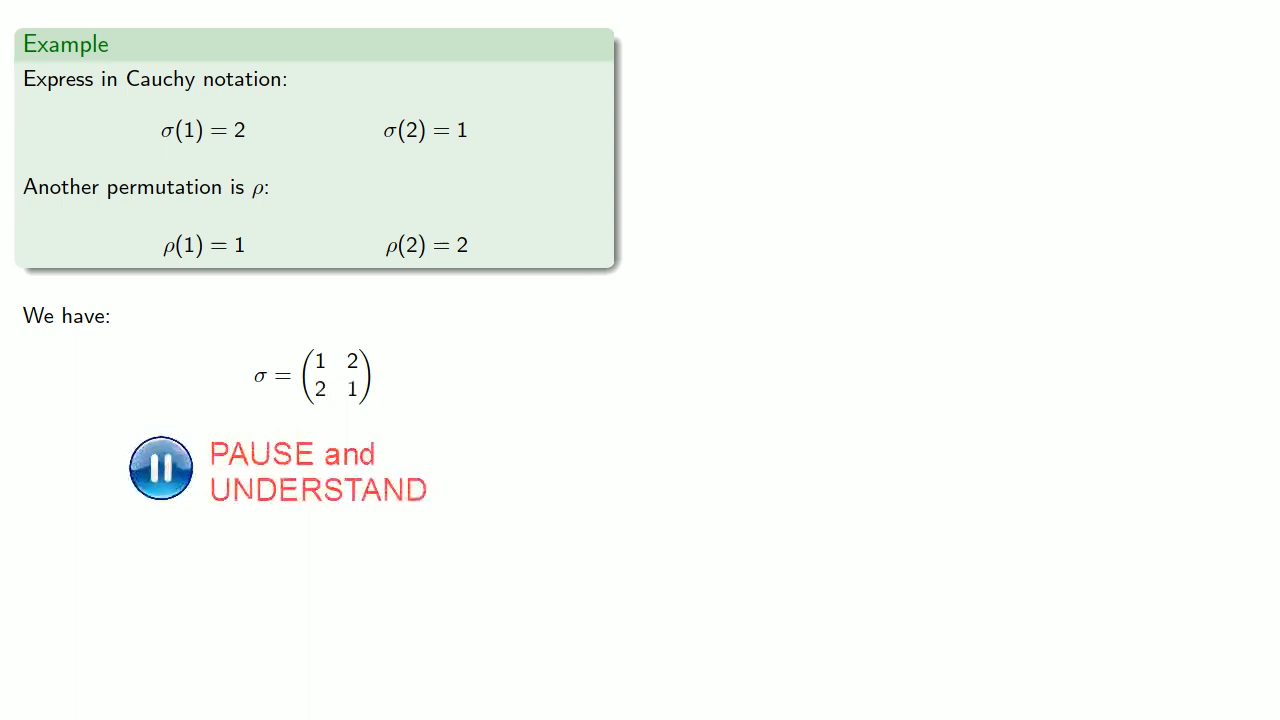 Example
Express in Cauchy notation:
σ(1) = 2 σ(2) = 1
Another permutation is ρ:
ρ(1) = 1 ρ(2) = 2
We have:
σ = (1 2
2 1)
PAUSE and
UNDERSTAND